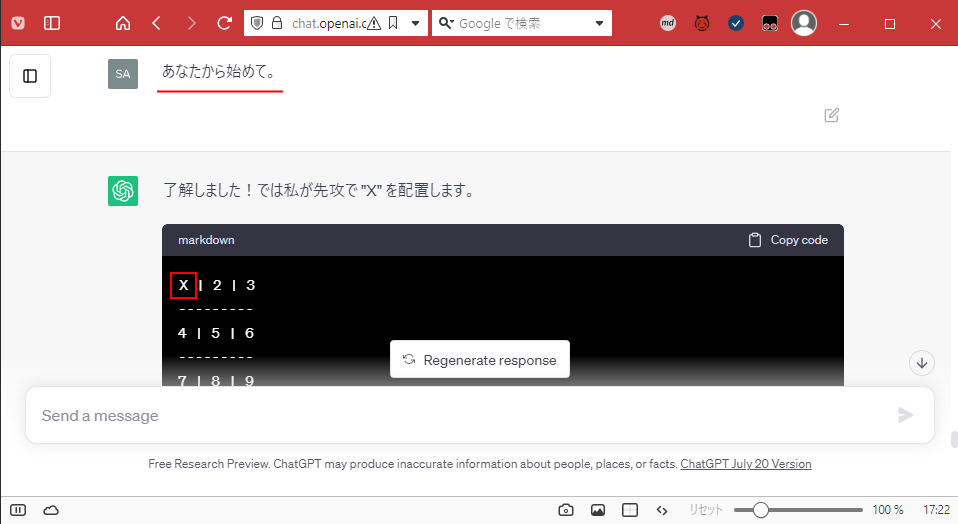 chat.openai.c
Google で検索
md
SA
あなたから始めて。
了解しました！では私が先攻で "X" を配置します。
markdown
Copy code
X | 2 | 3
---------
4 | 5 | 6
---------
7 | 8 | 9
Regenerate response
Send a message
Free Research Preview. ChatGPT may produce inaccurate information about people, places, or facts. ChatGPT July 20 Version
リセット
100 %
17:22